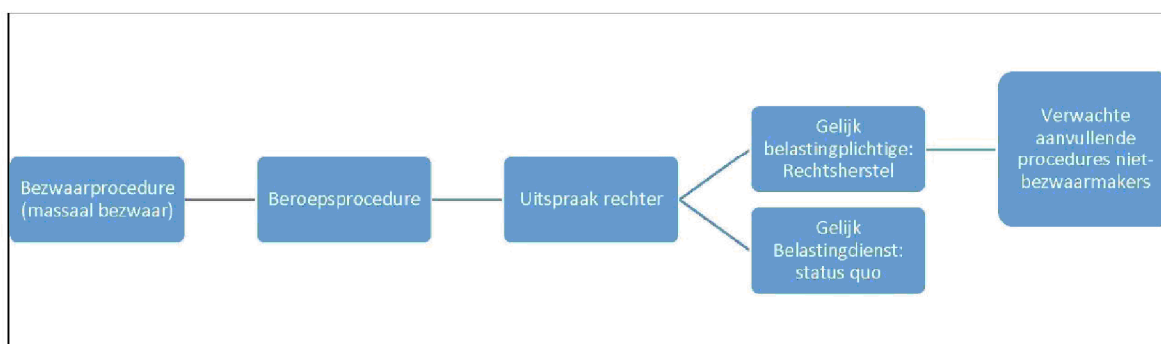 Bezwaarprocedure
(massaal bezwaar)
Beroepsprocedure
Uitspraak rechter
Gelijk
belastingplichtige:
Rechtsherstel
Gelijk
Belastingdienst:
status quo
Verwachte
aanvullende
procedures niet-
bezwaarmakers